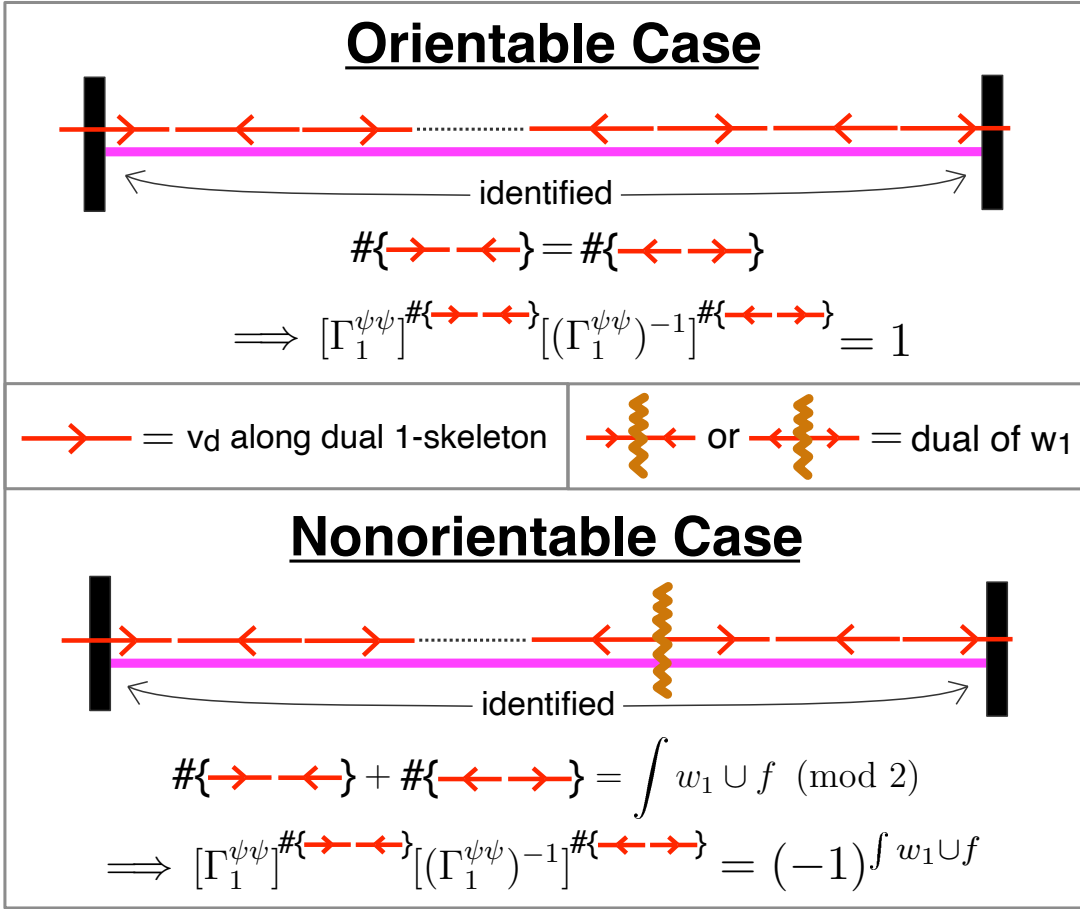 Orientable Case
identified
#{→ ←} = #{← →}
⟹ [Γ₁^{ψψ}]^{#{→ ←}} [(Γ₁^{ψψ})^{-1}]^{#{← →}} = 1
→ = vd along dual 1-skeleton
or = dual of w1
Nonorientable Case
identified
#{→ ←} + #{← →} = ∫ w₁ ∪ f (mod 2)
⟹ [Γ₁^{ψψ}]^{#{→ ←}} [(Γ₁^{ψψ})^{-1}]^{#{← →}} = (-1)^{∫ w₁∪f}